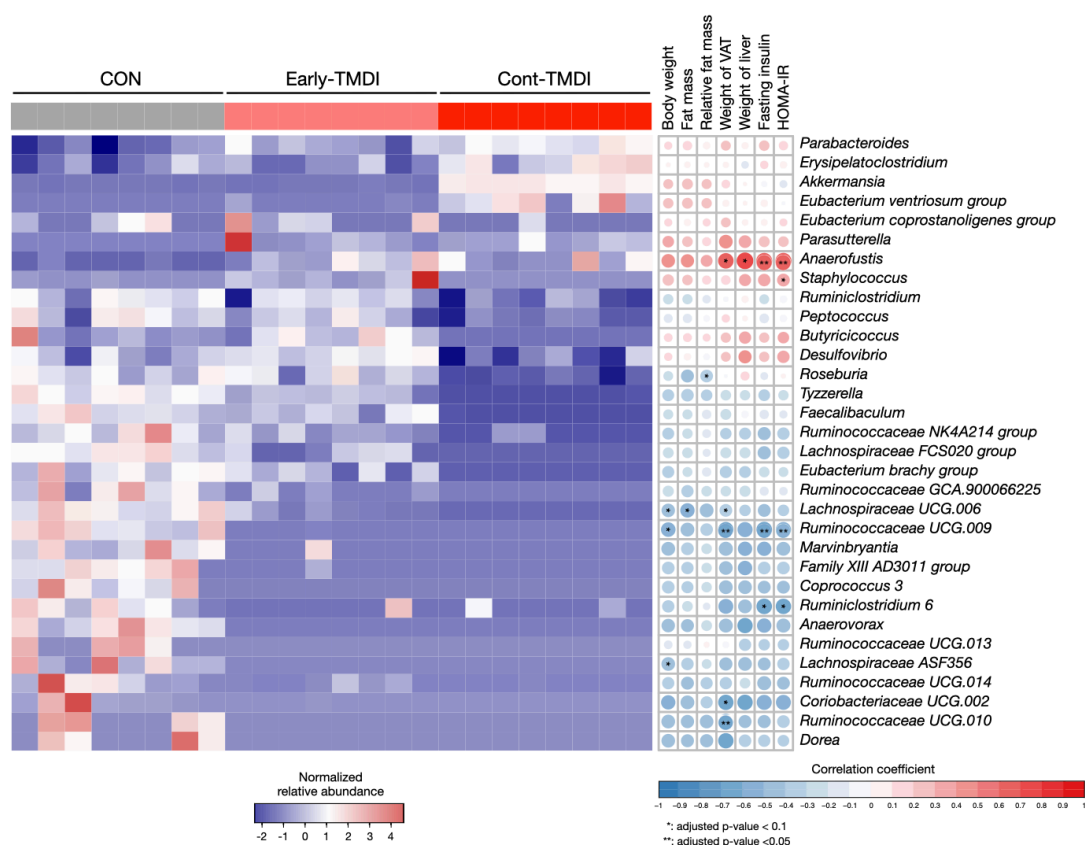 CON Early-TMDI Cont-TMDI
Body weight
Fat mass
Relative fat mass
Weight of VAT
Weight of liver
Fasting insulin
HOMA-IR
Parabacteroides
Erysipelatoclostridium
Akkermansia
Eubacterium ventriosum group
Eubacterium coprostanoligenes group
Parasutterella
* * ** ** Anaerofustis
* Staphylococcus
Ruminiclostridium
Peptococcus
Butyricicoccus
Desulfovibrio
* Roseburia
Tyzzerella
Faecalibaculum
Ruminococcaceae NK4A214 group
Lachnospiraceae FCS020 group
Eubacterium brachy group
Ruminococcaceae GCA.900066225
* * * Lachnospiraceae UCG.006
* ** ** ** Ruminococcaceae UCG.009
Marvinbryantia
Family XIII AD3011 group
Coprococcus 3
* * Ruminiclostridium 6
Anaerovorax
Ruminococcaceae UCG.013
* Lachnospiraceae ASF356
Ruminococcaceae UCG.014
* Coriobacteriaceae UCG.002
** Ruminococcaceae UCG.010
Dorea
Normalized
relative abundance
-2 -1 0 1 2 3 4
Correlation coefficient
-1 -0.9 -0.8 -0.7 -0.6 -0.5 -0.4 -0.3 -0.2 -0.1 0 0.1 0.2 0.3 0.4 0.5 0.6 0.7 0.8 0.9 1
*: adjusted p-value < 0.1
**: adjusted p-value <0.05